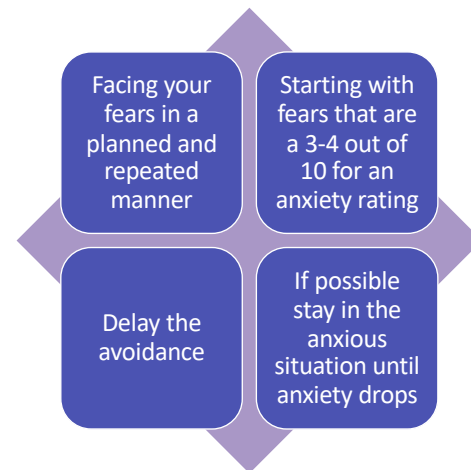 Facing your
fears in a
planned and
repeated
manner
Starting with
fears that are
a 3-4 out of
10 for an
anxiety rating
Delay the
avoidance
If possible
stay in the
anxious
situation until
anxiety drops